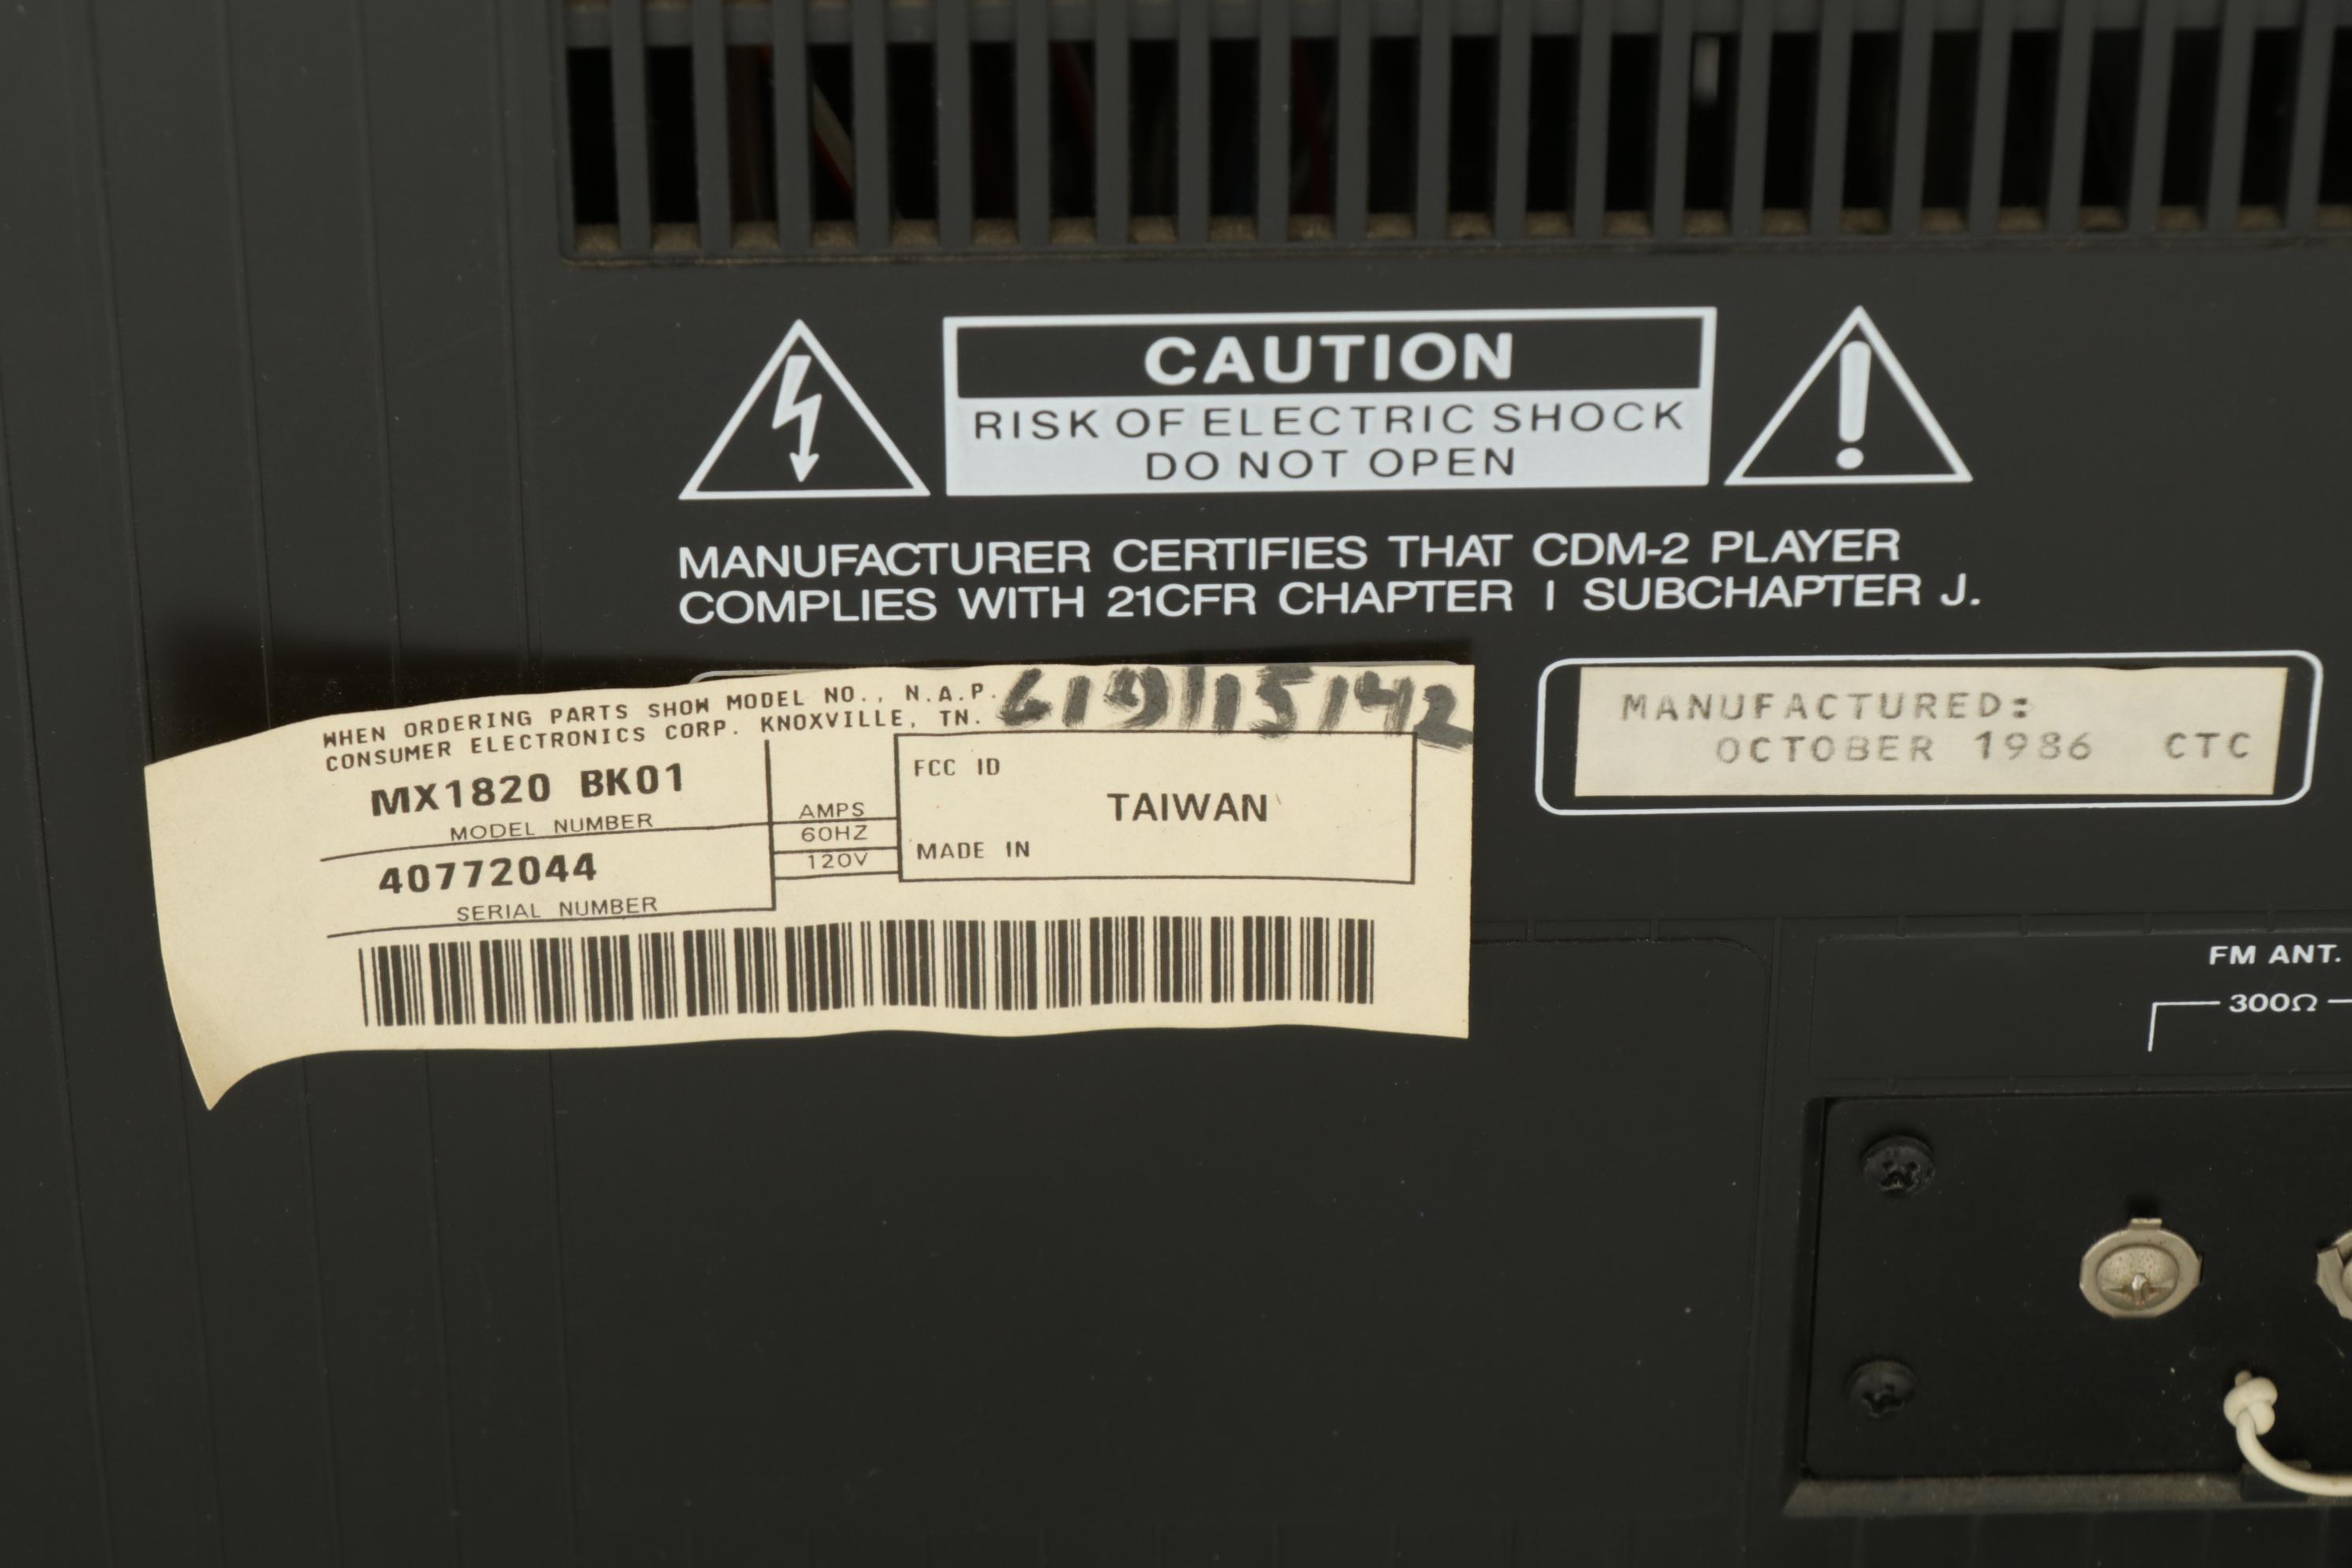 CAUTION
RISK OF ELECTRIC SHOCK
DO NOT OPEN
MANUFACTURER CERTIFIES THAT CDM-2 PLAYER
COMPLIES WITH 21CFR CHAPTER I SUBCHAPTER J.
WHEN ORDERING PARTS SHOW MODEL NO., N.A.P.
CONSUMER ELECTRONICS CORP. KNOXVILLE, TN.
MX1820 BK01
MODEL NUMBER
40772044
SERIAL NUMBER
AMPS
60HZ
120V
FCC ID
TAIWAN
MADE IN
MANUFACTURED:
OCTOBER 1986 CTC
FM ANT.
300Ω